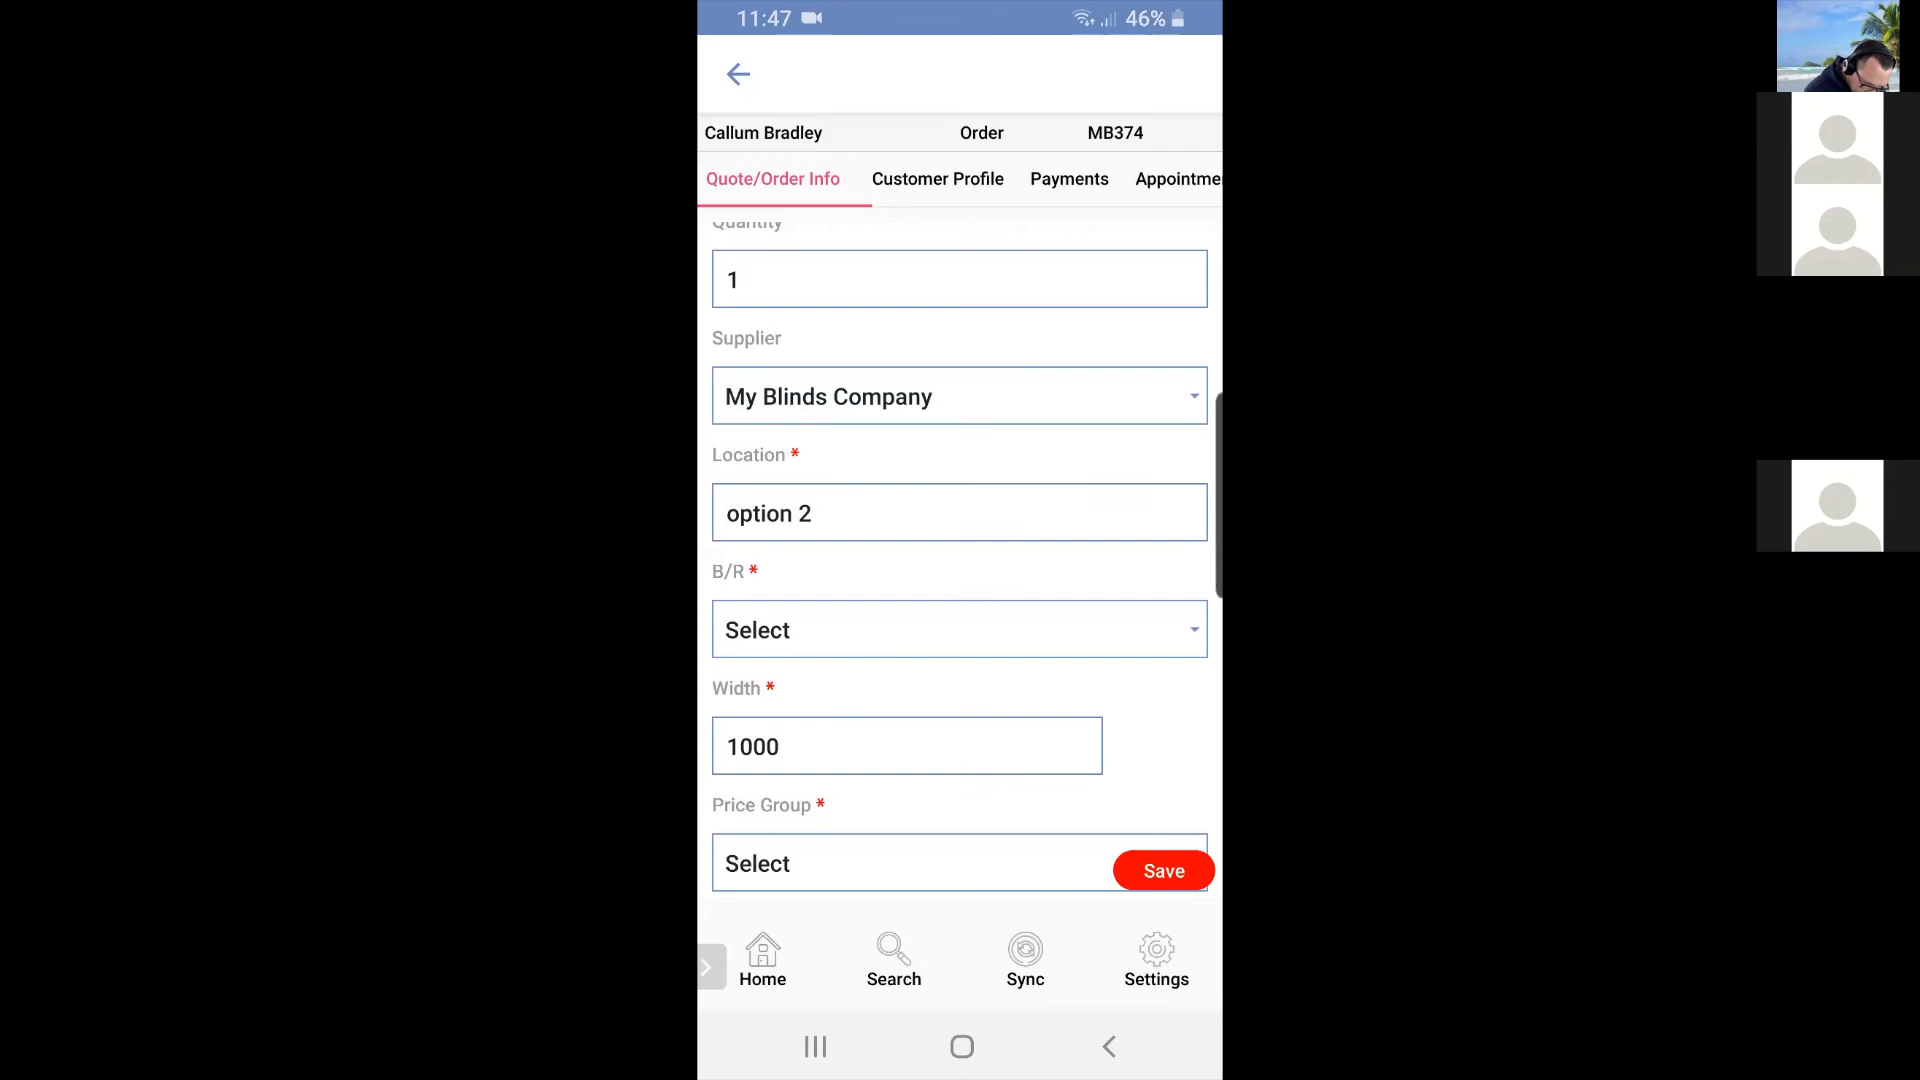 11:47
46%
Callum Bradley Order MB374
Quote/Order Info Customer Profile Payments Appointme
Quantity
1
Supplier
My Blinds Company
Location *
option 2
B/R *
Select
Width *
1000
Price Group *
Select
Save
Home Search Sync Settings